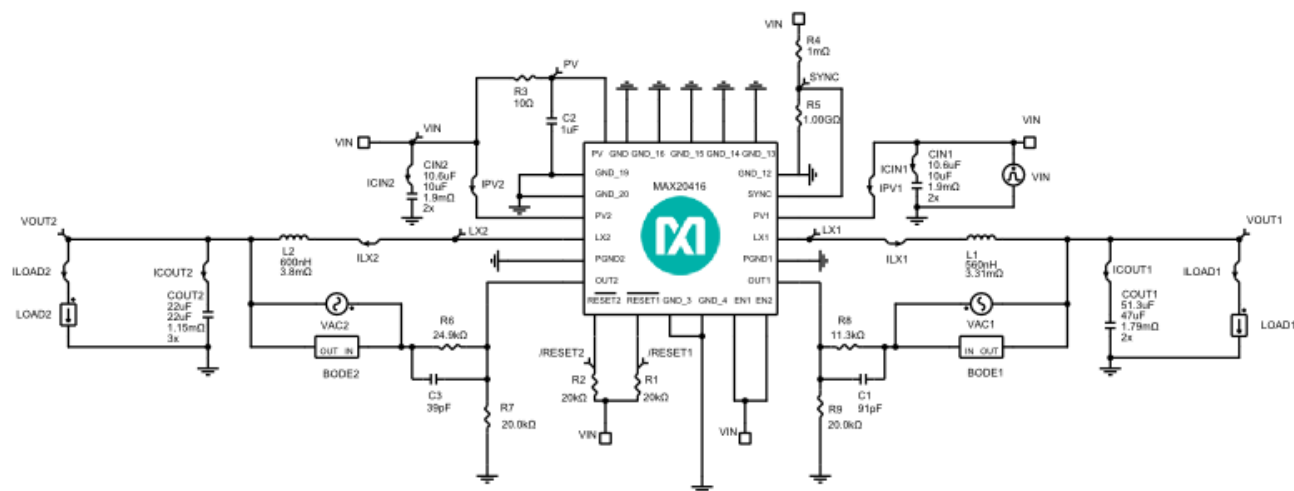 VIN
R4
1mΩ
SYNC
R5
1.00GΩ
PV
R3
10Ω
C2
1uF
VIN
VIN
CIN2
10.6uF
10uF
1.9mΩ
2x
ICIN2
IPV2
PV
GND
GND_16
GND_15
GND_14
GND_13
GND_19
GND_20
PV2
LX2
PGND2
OUT2
GND_12
SYNC
PV1
LX1
PGND1
OUT1
RESET2
RESET1
GND_3
GND_4
EN1
EN2
MAX20416
VIN
CIN1
10.6uF
10uF
1.9mΩ
2x
ICIN1
IPV1
VIN
VOUT2
LX2
L2
600nH
3.8mΩ
ILX2
ILOAD2
LOAD2
ICOUT2
COUT2
22uF
22uF
1.15mΩ
3x
VAC2
OUT IN
BODE2
R6
24.9kΩ
C3
39pF
R7
20.0kΩ
/RESET2
/RESET1
R2
20kΩ
R1
20kΩ
VIN
VIN
LX1
ILX1
L1
560nH
3.31mΩ
VOUT1
ICOUT1
ILOAD1
COUT1
51.3uF
47uF
1.79mΩ
2x
LOAD1
VAC1
IN OUT
BODE1
R8
11.3kΩ
C1
91pF
R9
20.0kΩ